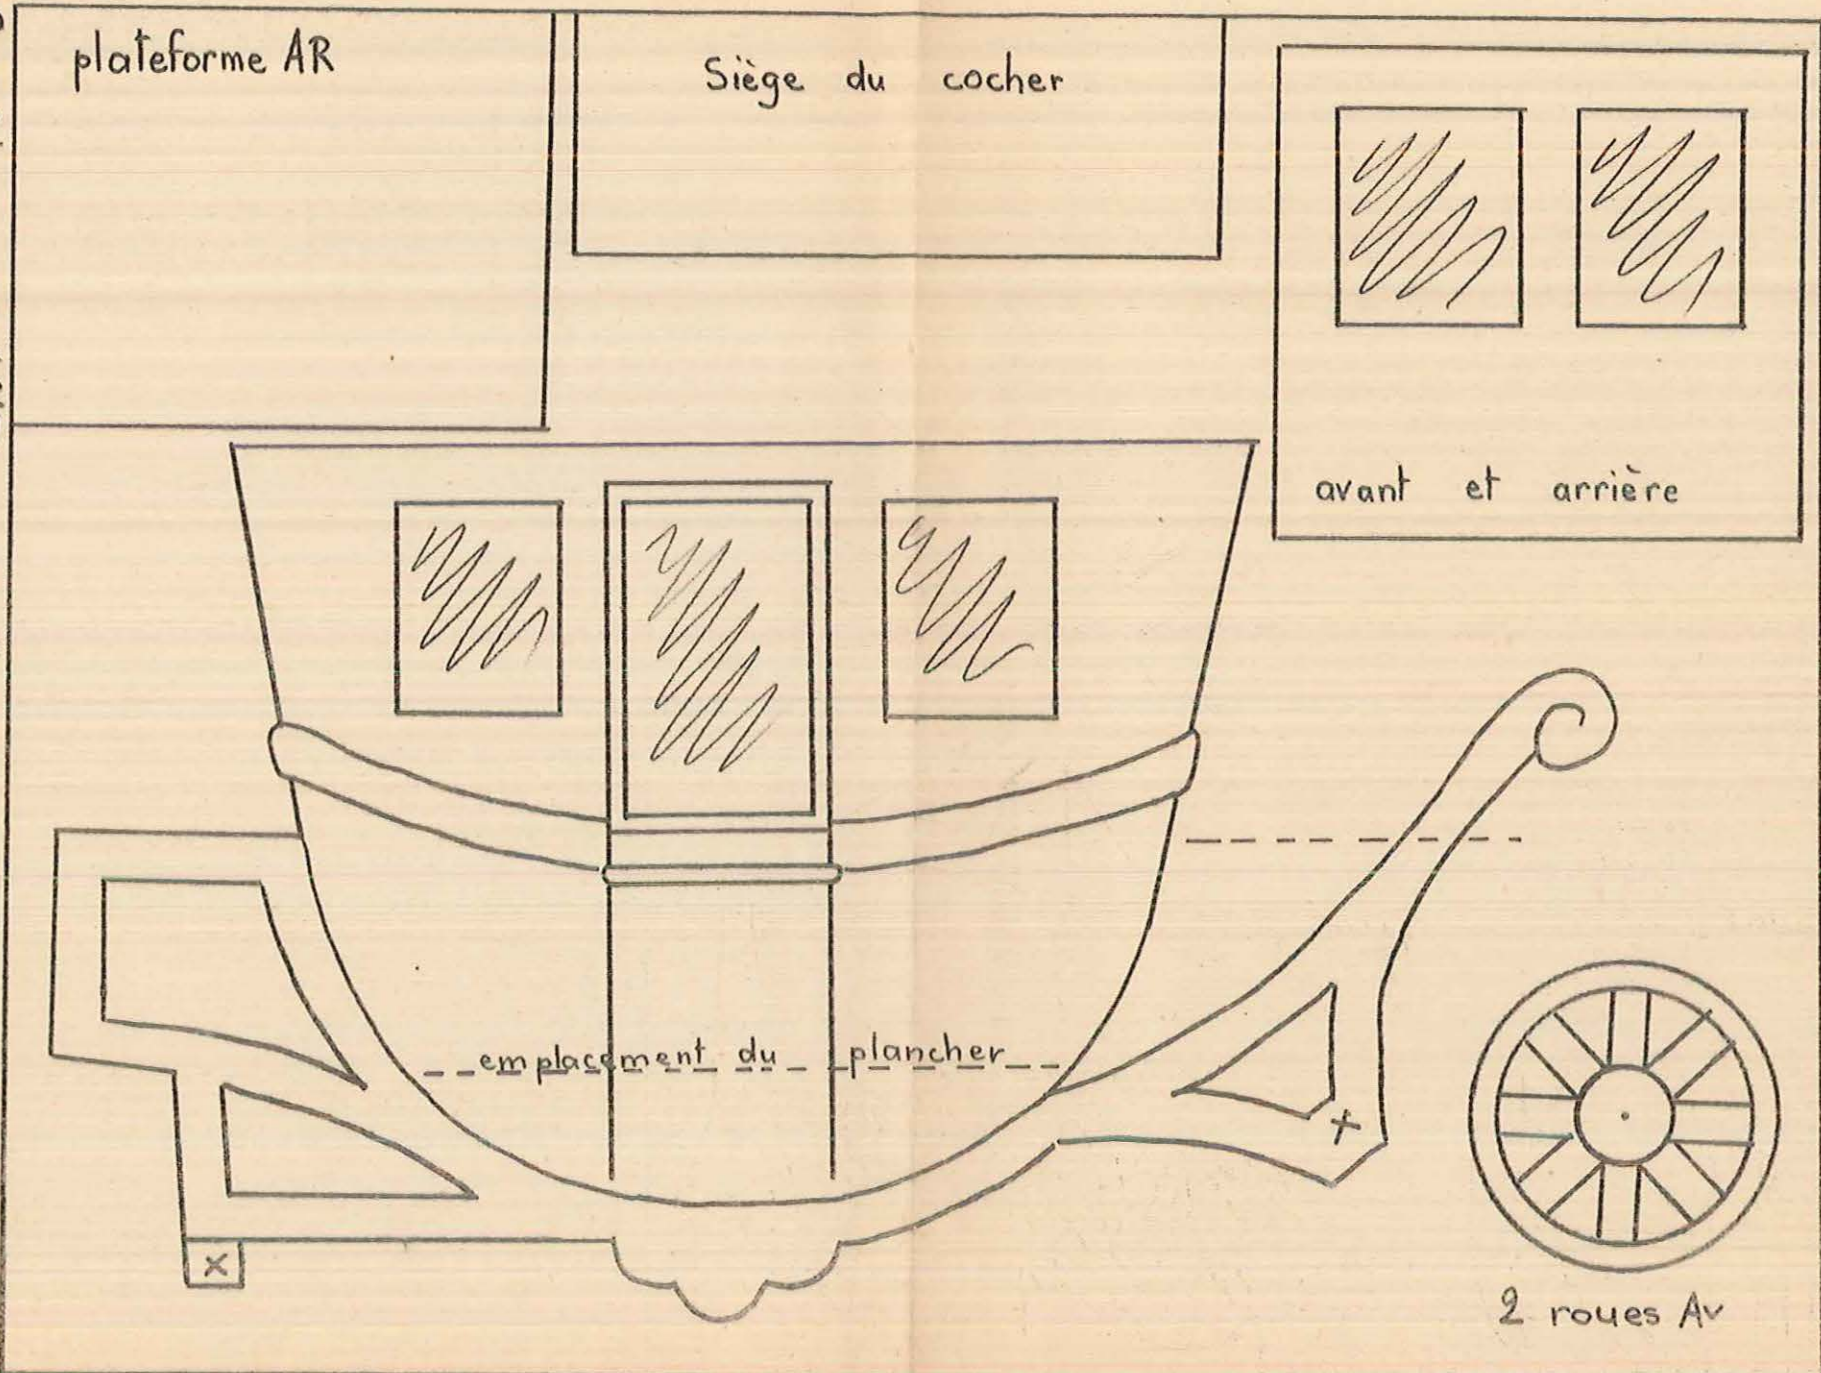 plateforme AR
Siège du cocher
avant et arrière
emplacement du plancher
2 roues Av